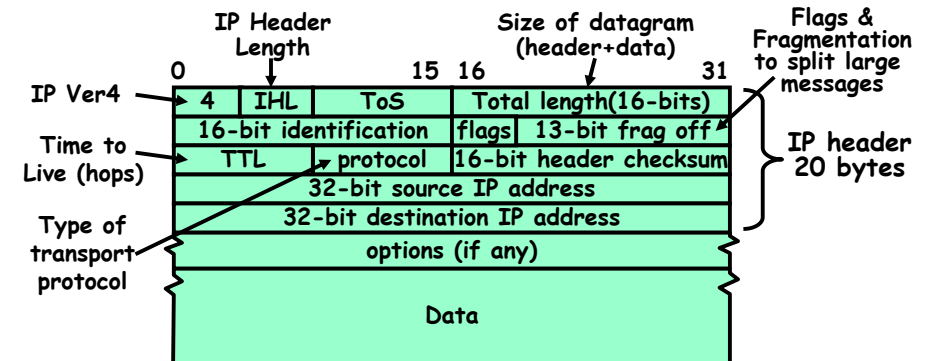 IP Header
Length
Size of datagram
(header+data)
Flags &
Fragmentation
to split large
messages
0
15
16
31
IP Ver4
4
IHL
ToS
Total length(16-bits)
16-bit identification
flags
13-bit frag off
Time to
Live (hops)
TTL
protocol
16-bit header checksum
IP header
20 bytes
32-bit source IP address
32-bit destination IP address
Type of
transport
protocol
options (if any)
Data